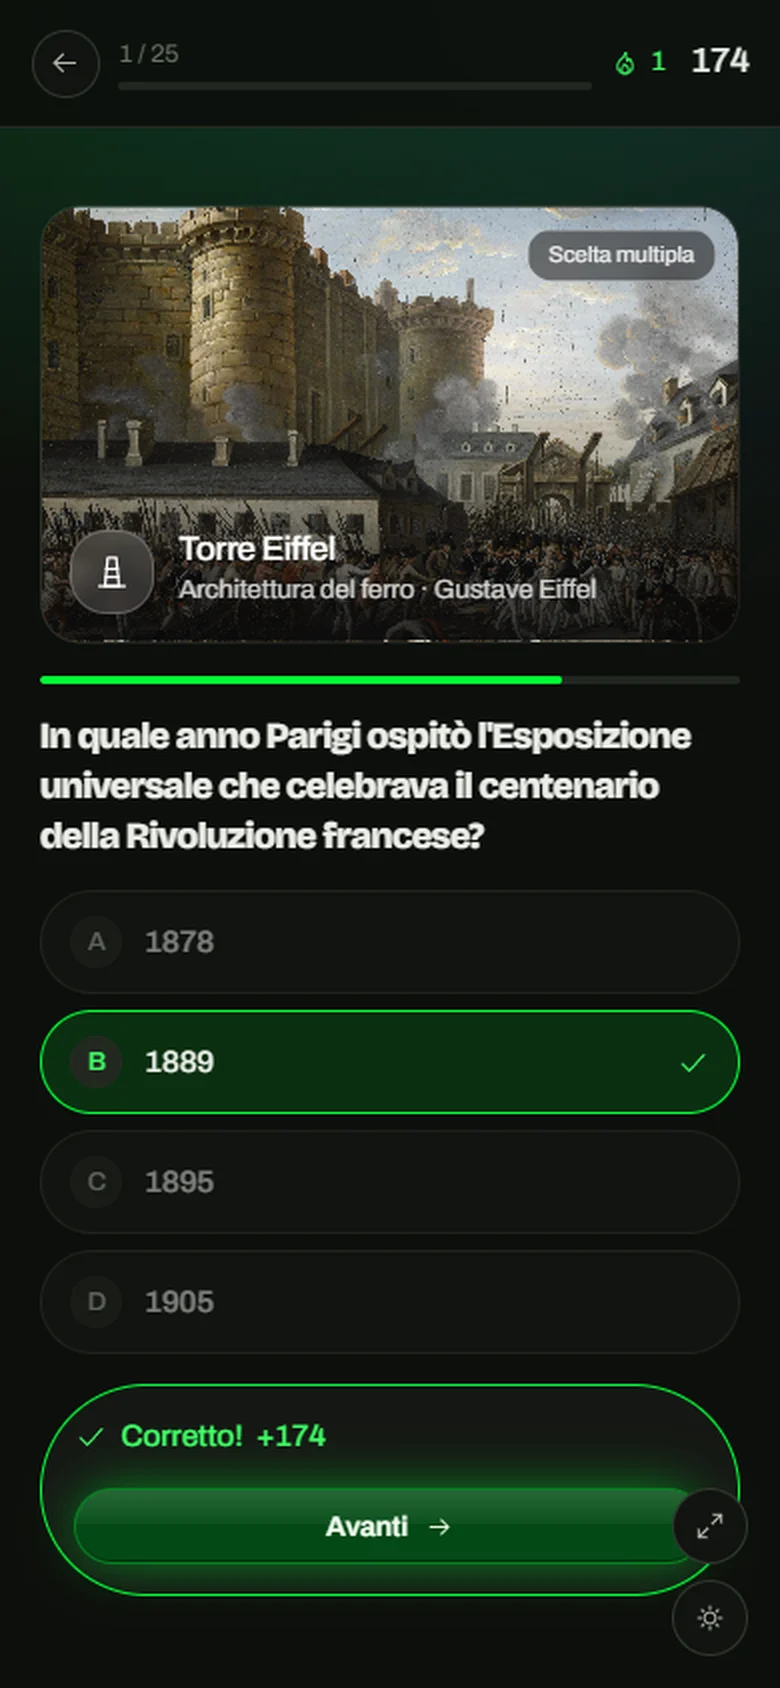 1 / 25
1
174
Scelta multipla
Torre Eiffel
Architettura del ferro · Gustave Eiffel
In quale anno Parigi ospitò l'Esposizione
universale che celebrava il centenario
della Rivoluzione francese?
A 1878
B 1889
C 1895
D 1905
Corretto! +174
Avanti →